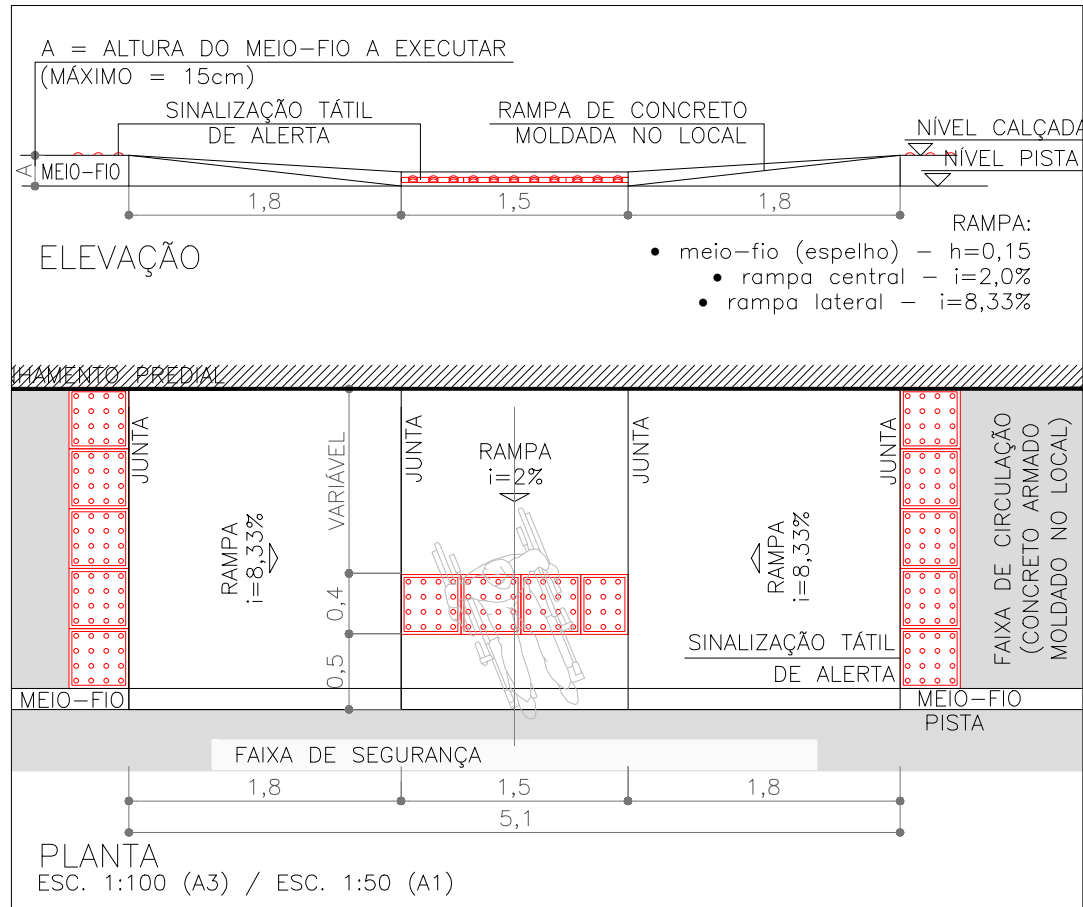 A = ALTURA DO MEIO-FIO A EXECUTAR
(MÁXIMO = 15cm)
SINALIZAÇÃO TÁTIL
DE ALERTA
RAMPA DE CONCRETO
MOLDADA NO LOCAL
NÍVEL CALÇADA
NÍVEL PISTA
A
MEIO-FIO
1,8
1,5
1,8
ELEVAÇÃO
RAMPA:
• meio-fio (espelho) - h=0,15
• rampa central - i=2,0%
• rampa lateral - i=8,33%
HAMENTO PREDIAL
JUNTA
JUNTA
JUNTA
JUNTA
VARIÁVEL
0,4
0,5
RAMPA
i=2%
RAMPA
i=8,33%
RAMPA
i=8,33%
SINALIZAÇÃO TÁTIL
DE ALERTA
FAIXA DE CIRCULAÇÃO
(CONCRETO ARMADO
MOLDADO NO LOCAL)
MEIO-FIO
MEIO-FIO
PISTA
FAIXA DE SEGURANÇA
1,8
1,5
1,8
5,1
PLANTA
ESC. 1:100 (A3) / ESC. 1:50 (A1)